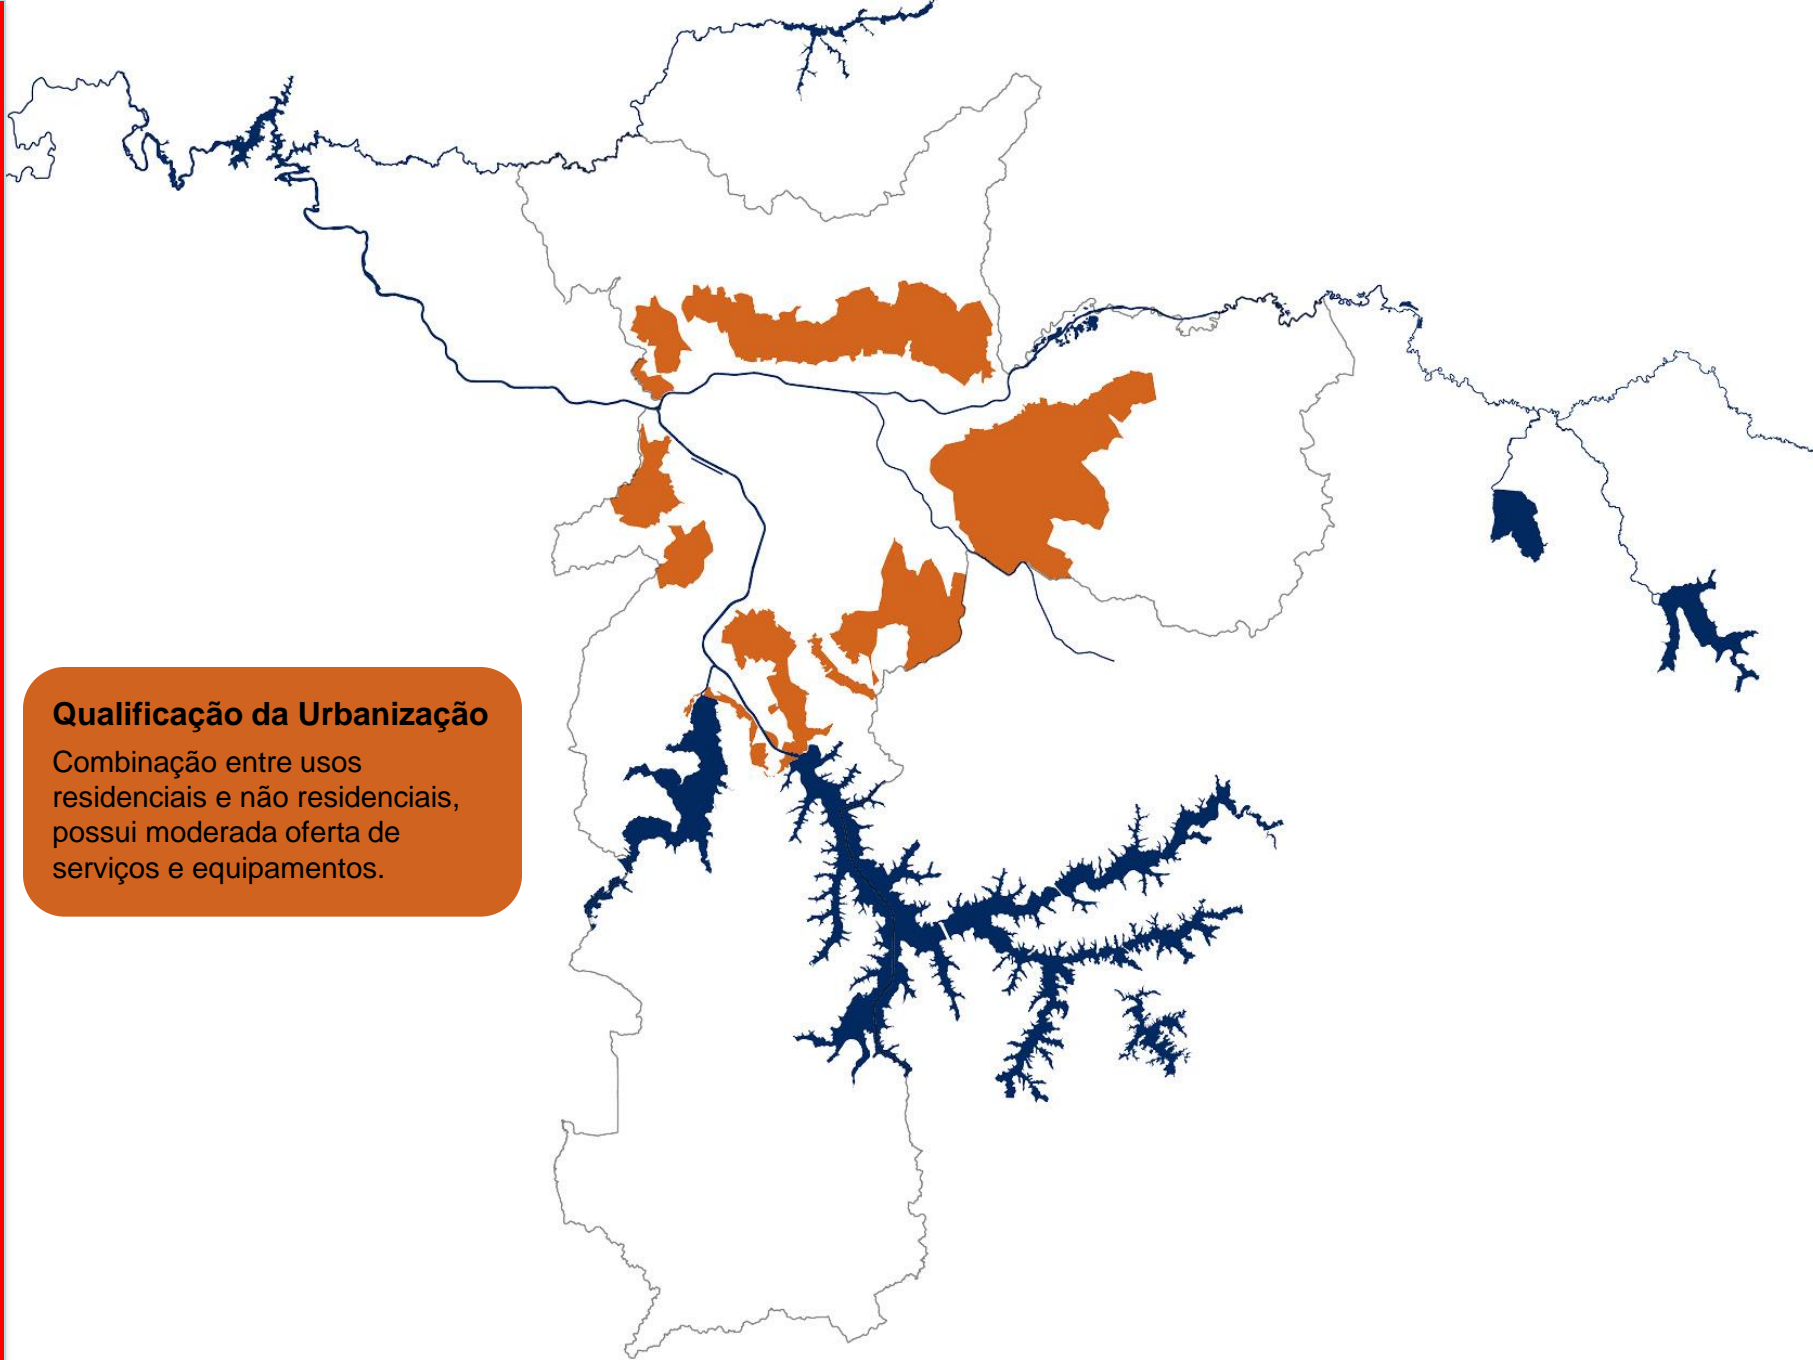 Qualificação da Urbanização
Combinação entre usos
residenciais e não residenciais,
possui moderada oferta de
serviços e equipamentos.